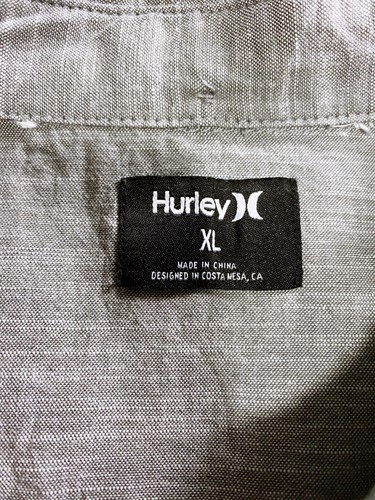 Hurley
XL
MADE IN CHINA
DESIGNED IN COSTA MESA, CA